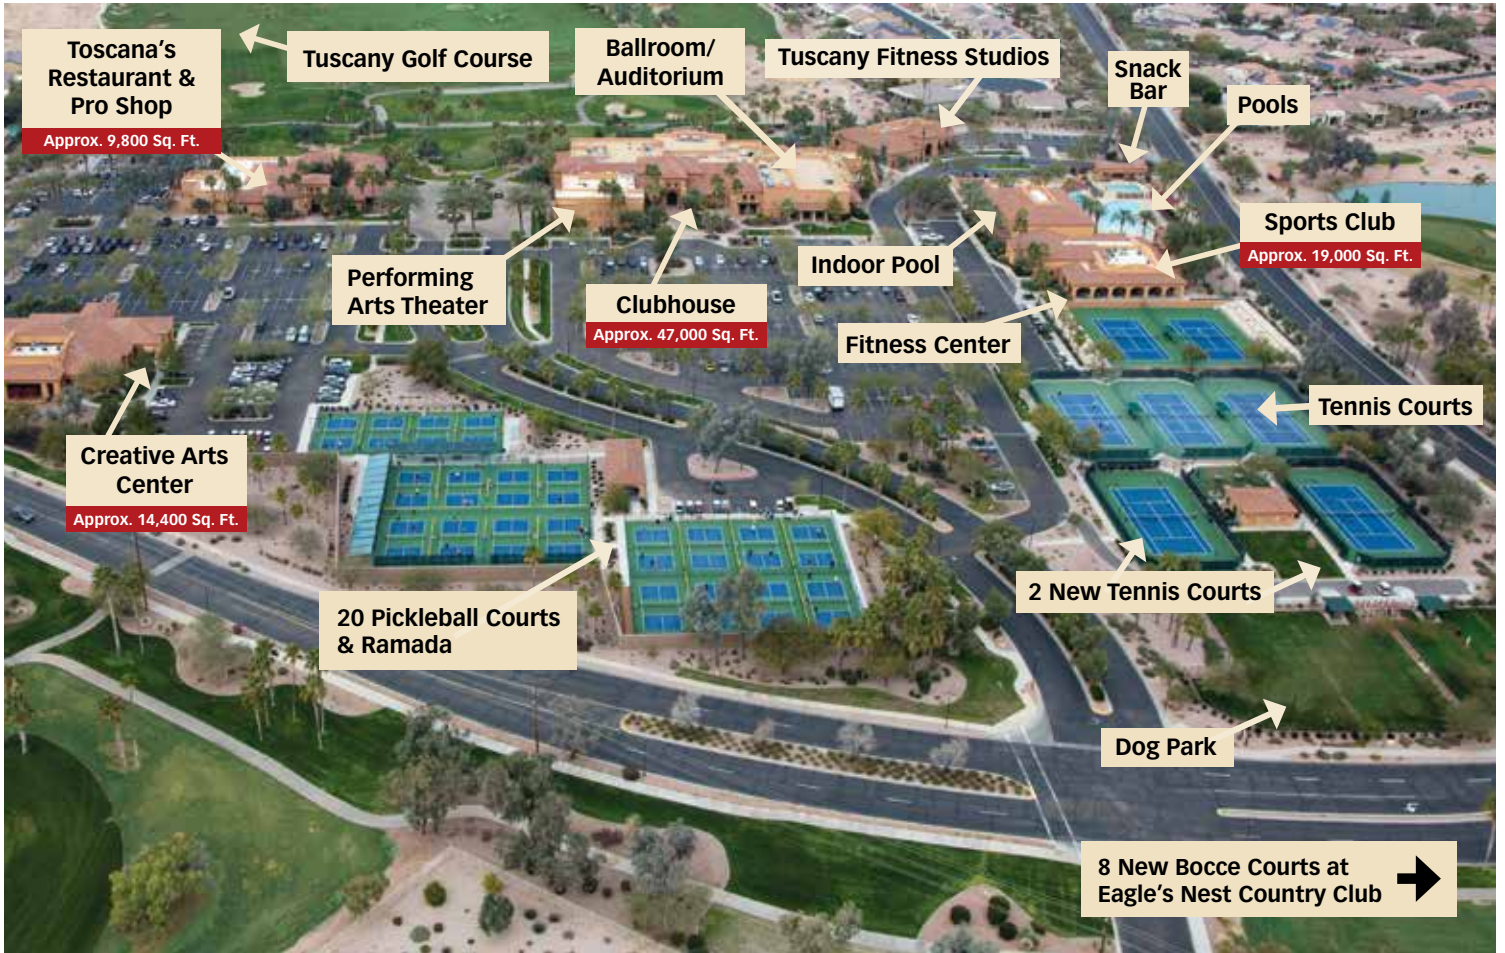 Toscana's
Restaurant &
Pro Shop
Approx. 9,800 Sq. Ft.
Tuscany Golf Course
Ballroom/
Auditorium
Tuscany Fitness Studios
Snack
Bar
Pools
Performing
Arts Theater
Clubhouse
Approx. 47,000 Sq. Ft.
Indoor Pool
Sports Club
Approx. 19,000 Sq. Ft.
Fitness Center
Tennis Courts
Creative Arts
Center
Approx. 14,400 Sq. Ft.
20 Pickleball Courts
& Ramada
2 New Tennis Courts
Dog Park
8 New Bocce Courts at
Eagle's Nest Country Club